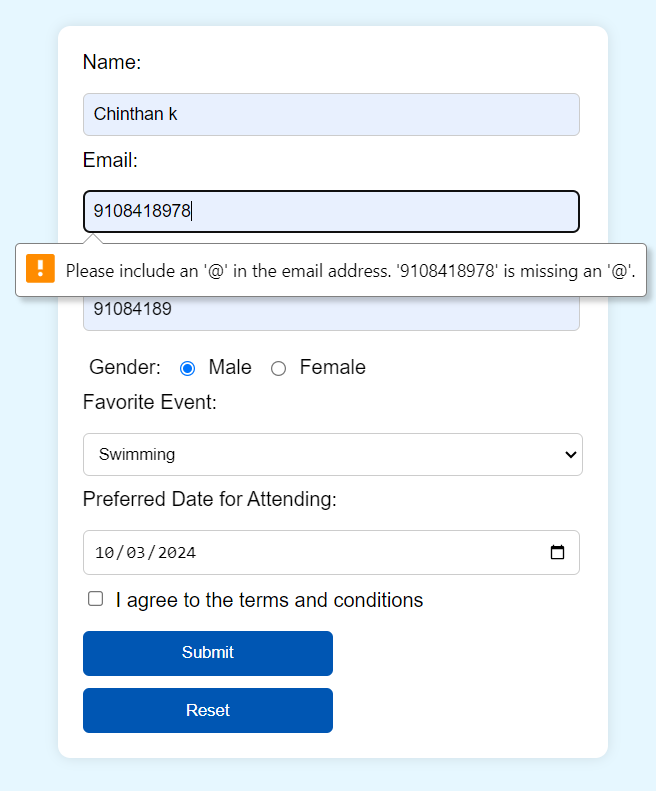 Name:
Chinthan k
Email:
9108418978
Please include an '@' in the email address. '9108418978' is missing an '@'.
91084189
Gender: Male Female
Favorite Event:
Swimming
Preferred Date for Attending:
10/03/2024
I agree to the terms and conditions
Submit
Reset